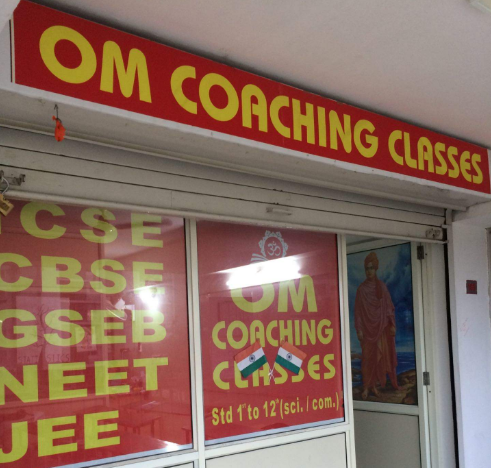 OM COACHING CLASSES
ICSE
CBSE
GSEB
NEET
JEE
ॐ
OM
COACHING
CLASSES
Std 1st to 12th (sci. / com.)